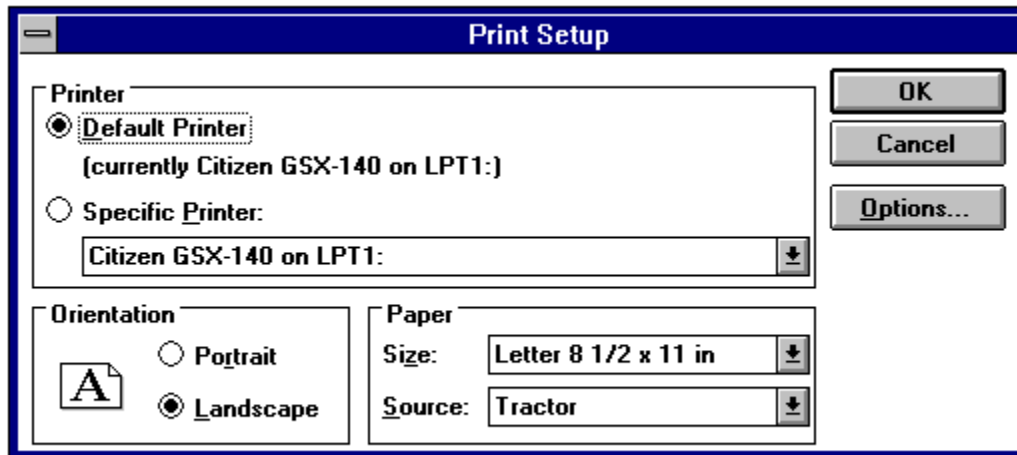 Print Setup
Printer
Default Printer
(currently Citizen GSX-140 on LPT1:)
Specific Printer:
Citizen GSX-140 on LPT1:
OK
Cancel
Options...
Orientation
A
Portrait
Landscape
Paper
Size: Letter 8 1/2 x 11 in
Source: Tractor